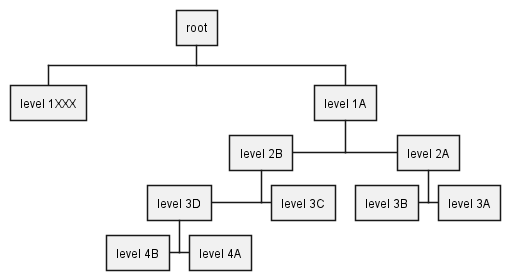 root
level 1XXX
level 1A
level 2B
level 2A
level 3D
level 3C
level 3B
level 3A
level 4B
level 4A